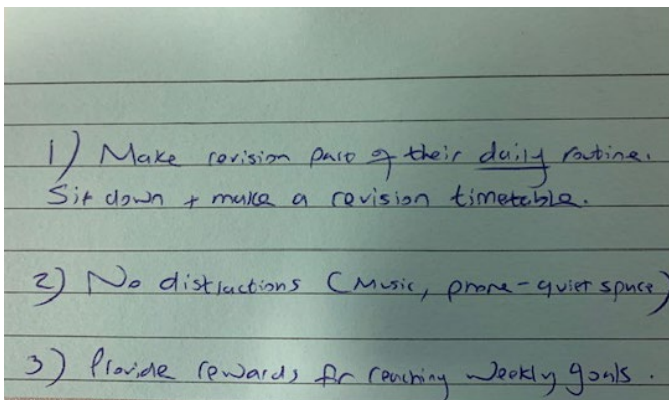 1) Make revision part of their daily routine.
Sit down + make a revision timetable.
2) No distractions (Music, phone - quiet space)
3) Provide rewards for reaching weekly goals.